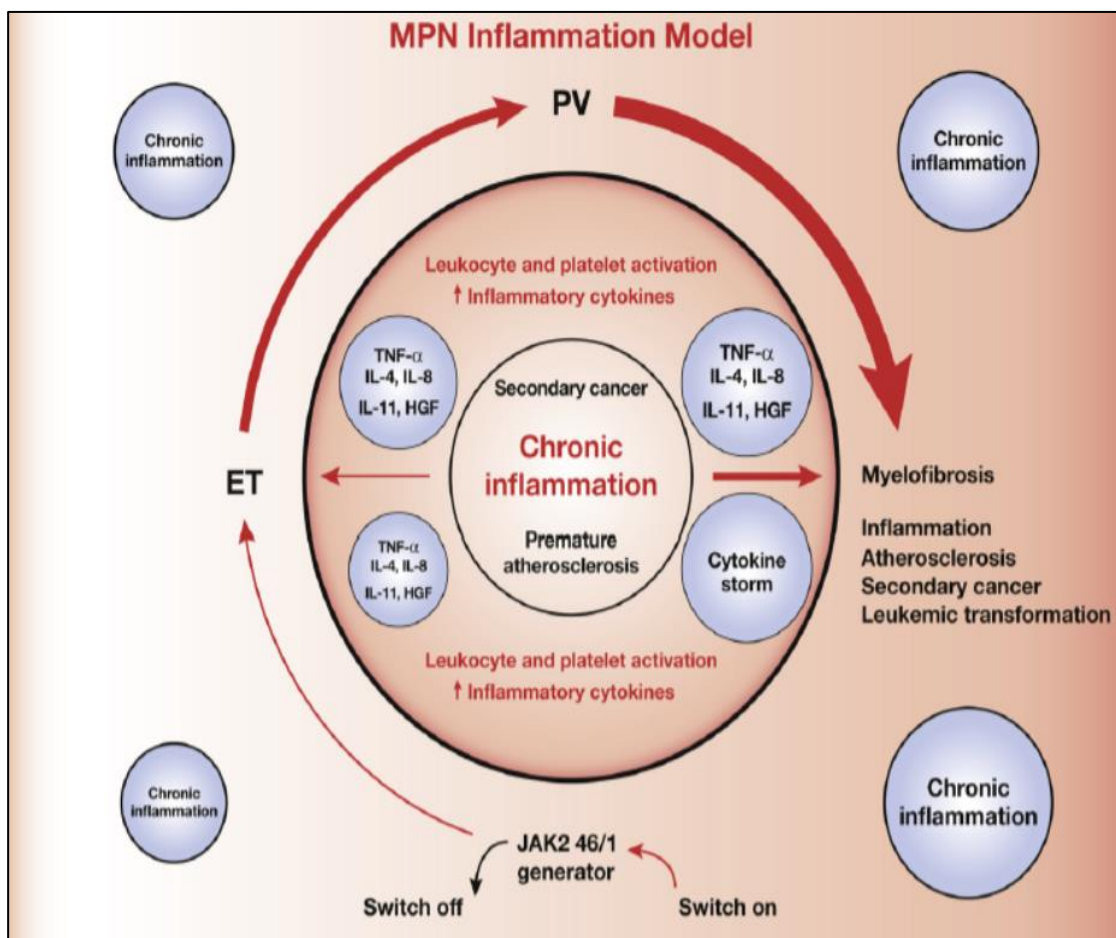 MPN Inflammation Model
PV
Chronic
inflammation
Chronic
inflammation
Leukocyte and platelet activation
↑ Inflammatory cytokines
TNF-α
IL-4, IL-8
IL-11, HGF
Secondary cancer
TNF-α
IL-4, IL-8
IL-11, HGF
ET
Chronic
inflammation
Myelofibrosis
Inflammation
Atherosclerosis
Secondary cancer
Leukemic transformation
TNF-α
IL-4, IL-8
IL-11, HGF
Premature
atherosclerosis
Cytokine
storm
Leukocyte and platelet activation
↑ Inflammatory cytokines
Chronic
inflammation
Chronic
inflammation
JAK2 46/1
generator
Switch off
Switch on